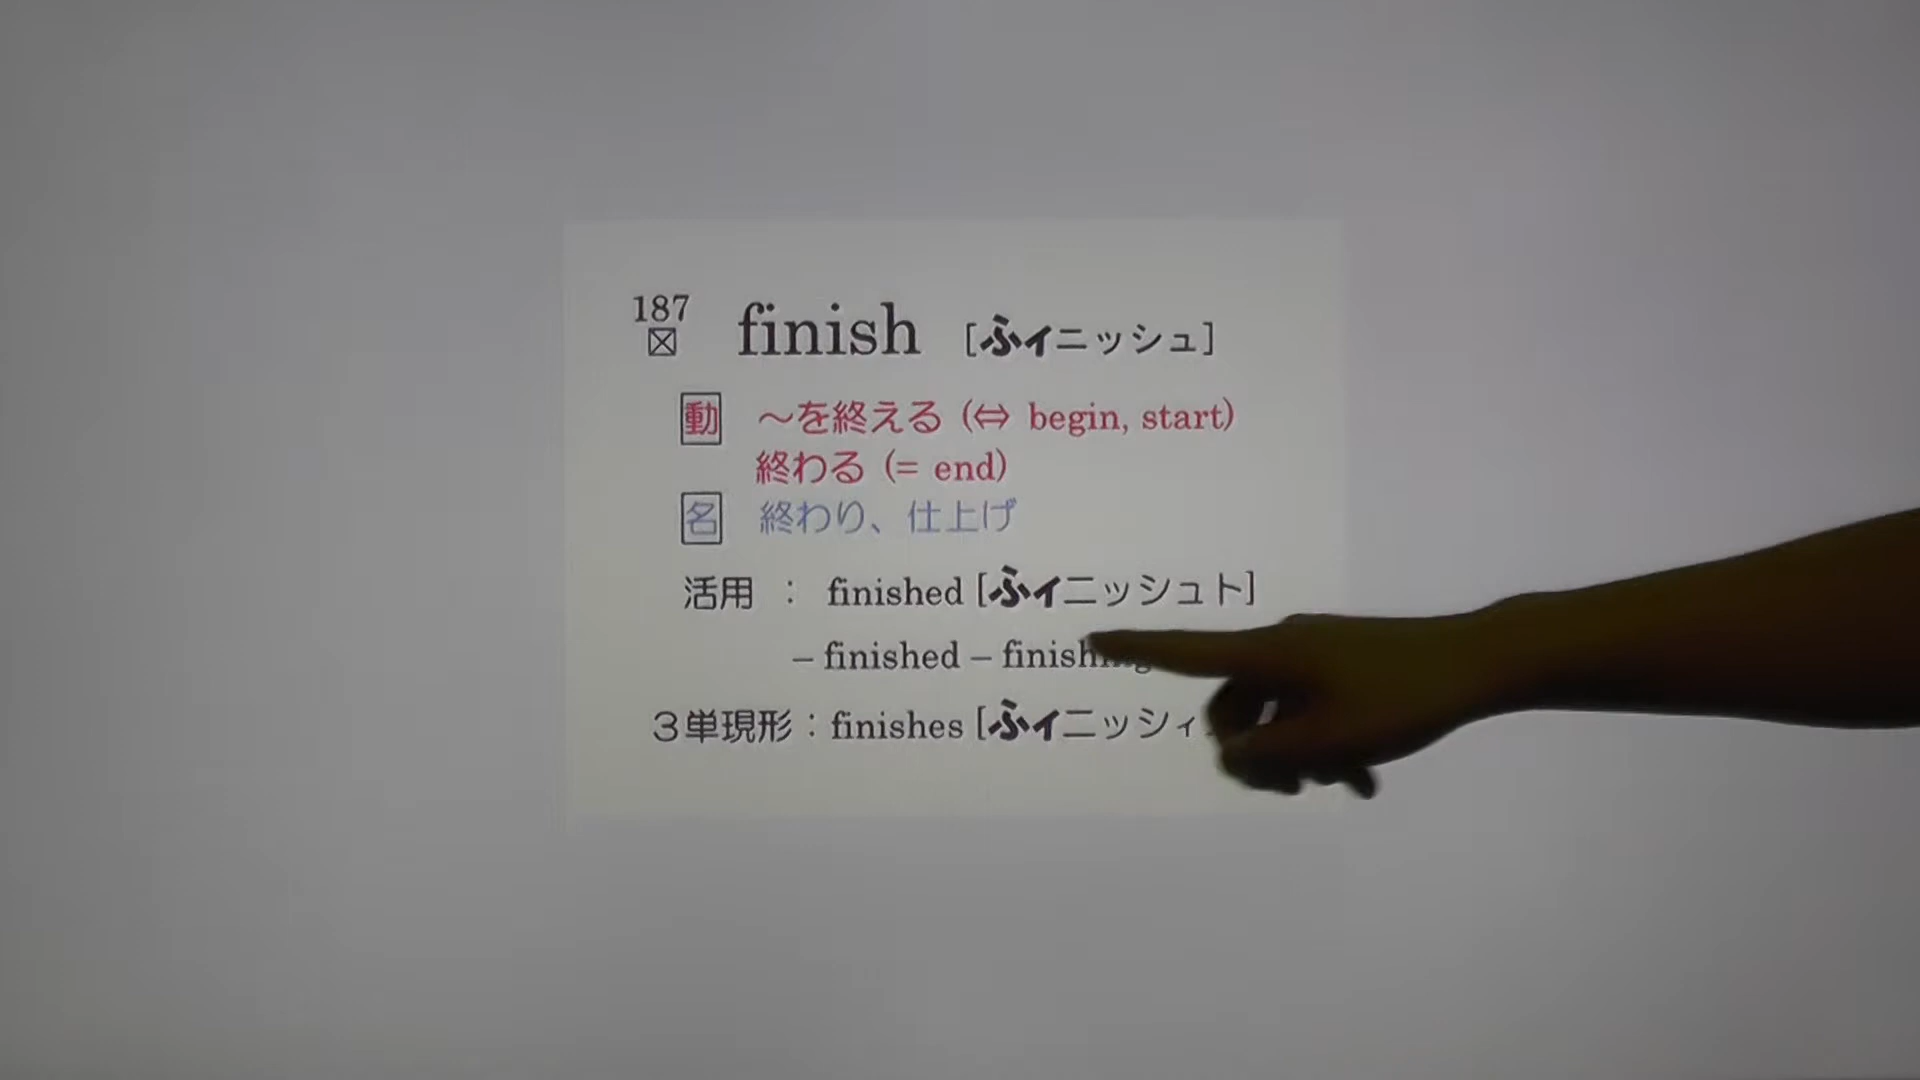 187
☒ finish [ふィニッシュ]
動 ～を終える (⇔ begin, start)
終わる (= end)
名 終わり、仕上げ
活用 : finished [ふィニッシュト]
– finished – finishing
3単現形 : finishes [ふィニッシィ